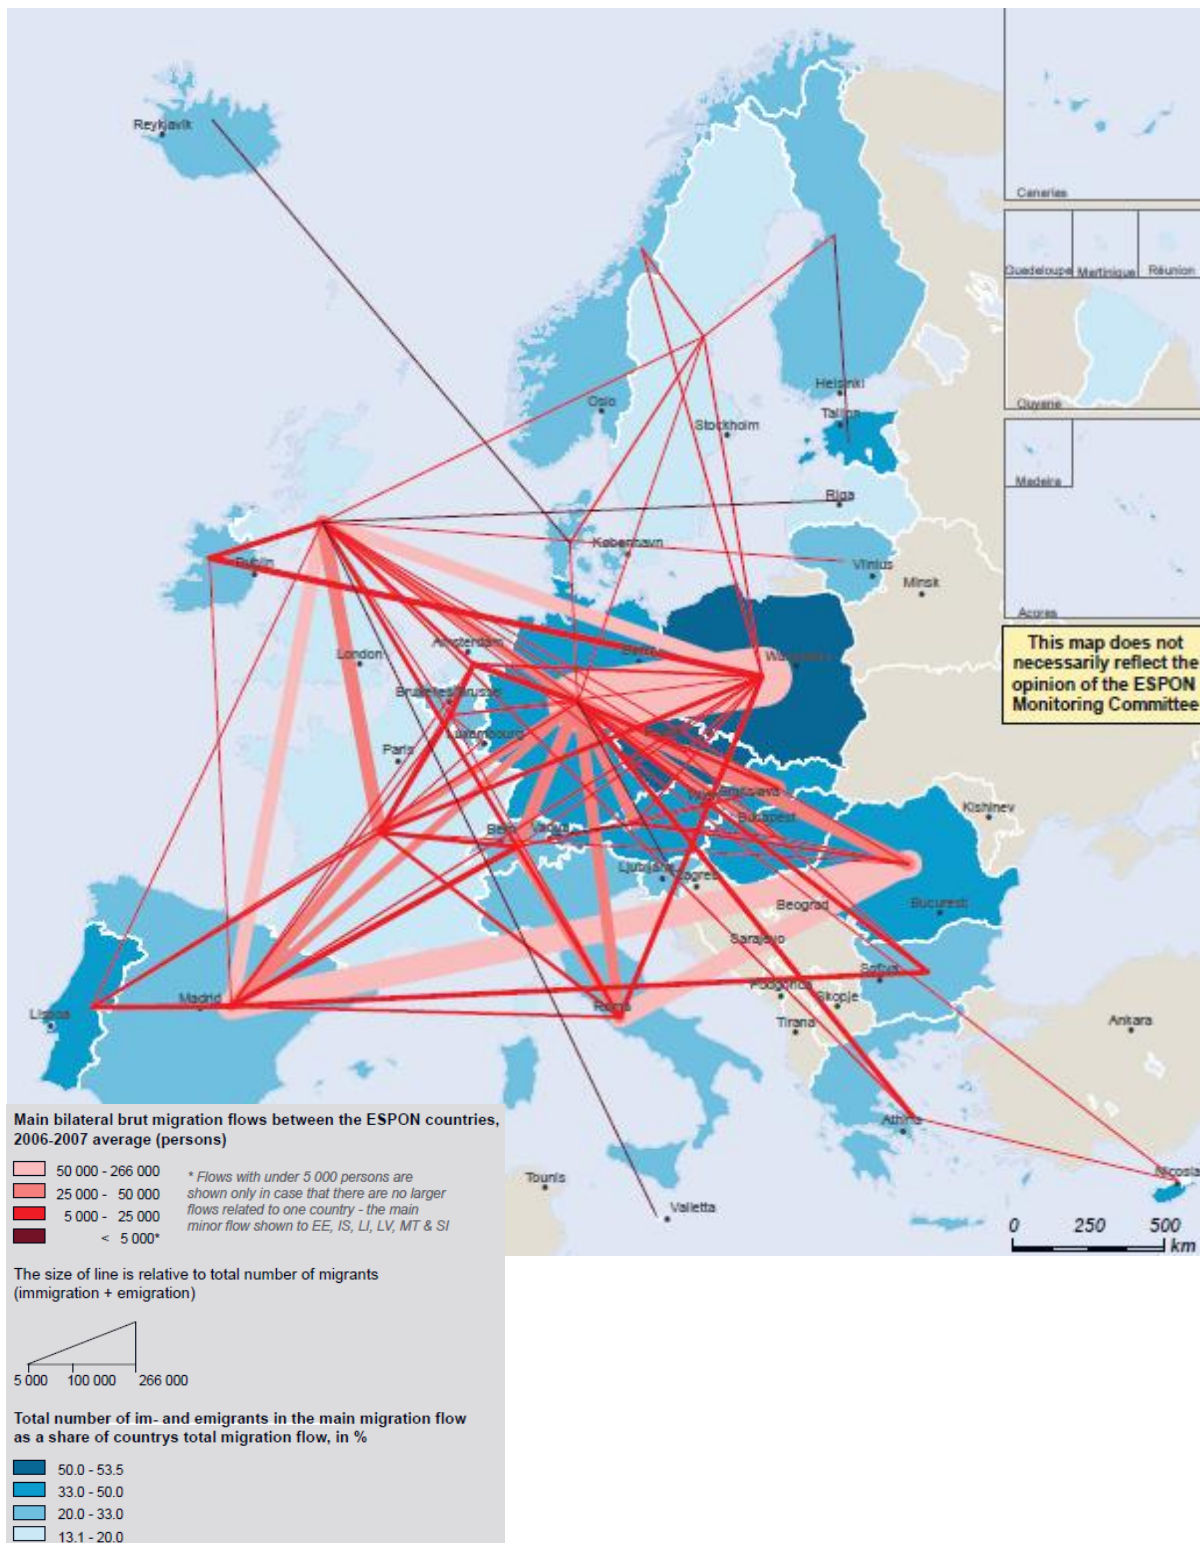 Reykjavik
Canarias
Guadeloupe
Martinique
Réunion
Guyane
Madeira
Acores
Oslo
Helsinki
Tallinn
Stockholm
Riga
København
Vilnius
Minsk
Dublin
London
Amsterdam
Luxembourg
Paris
Bern
Vaduz
Bratislava
Budapest
Kishinev
Ljubljana
Zagreb
Beograd
Bucuresti
Sarajevo
Sofiya
Podgorica
Skopje
Madrid
Lisboa
Roma
Tirana
Ankara
Athina
Nicosia
Tounis
Valletta
This map does not
necessarily reflect the
opinion of the ESPON
Monitoring Committee
0 250 500
km
Main bilateral brut migration flows between the ESPON countries,
2006-2007 average (persons)
50 000 - 266 000
25 000 - 50 000
5 000 - 25 000
< 5 000*
* Flows with under 5 000 persons are
shown only in case that there are no larger
flows related to one country - the main
minor flow shown to EE, IS, LI, LV, MT & SI
The size of line is relative to total number of migrants
(immigration + emigration)
5 000 100 000 266 000
Total number of im- and emigrants in the main migration flow
as a share of countrys total migration flow, in %
50.0 - 53.5
33.0 - 50.0
20.0 - 33.0
13.1 - 20.0